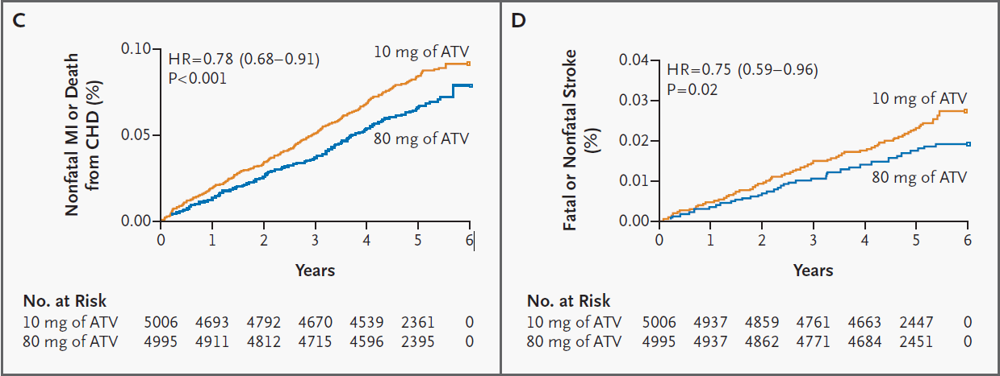 C
Nonfatal MI or Death
from CHD (%)
0.10
0.05
0.00
HR=0.78 (0.68–0.91)
P<0.001
10 mg of ATV
80 mg of ATV
0 1 2 3 4 5 6
Years
No. at Risk
10 mg of ATV 5006 4693 4792 4670 4539 2361 0
80 mg of ATV 4995 4911 4812 4715 4596 2395 0
D
Fatal or Nonfatal Stroke
(%)
0.04
0.03
0.02
0.01
0.00
HR=0.75 (0.59–0.96)
P=0.02
10 mg of ATV
80 mg of ATV
0 1 2 3 4 5 6
Years
No. at Risk
10 mg of ATV 5006 4937 4859 4761 4663 2447 0
80 mg of ATV 4995 4937 4862 4771 4684 2451 0